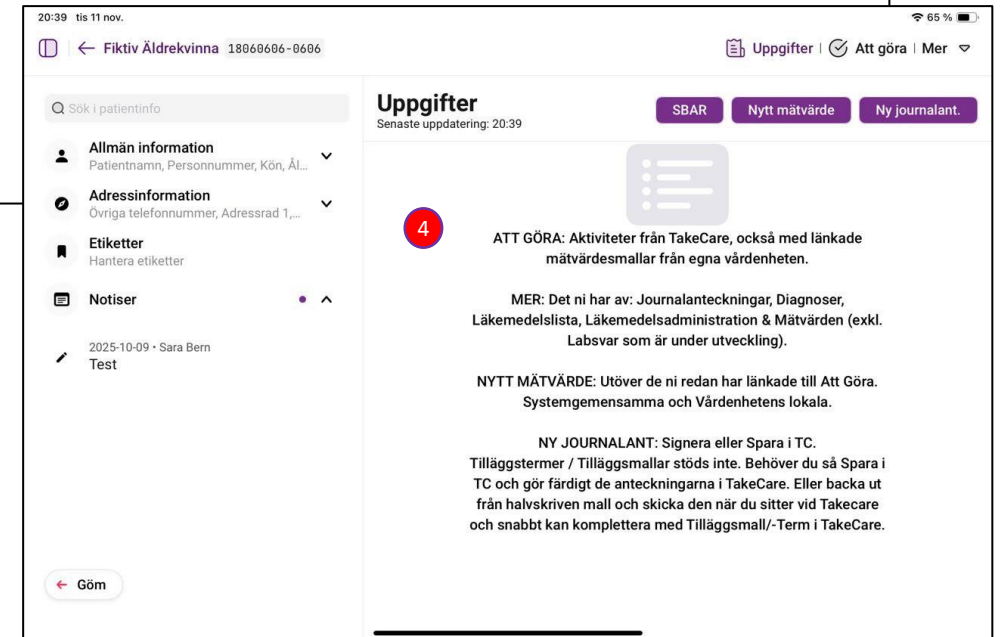 20:39 tis 11 nov.
65 %
Fiktiv Äldrekvinna 18060606-0606
Uppgifter
Att göra
Mer
Sök i patientinfo
Allmän information
Patientnamn, Personnummer, Kön, Ål...
Adressinformation
Övriga telefonnummer, Adressrad 1,...
Etiketter
Hantera etiketter
Notiser
2025-10-09 • Sara Bern
Test
Göm
Uppgifter
Senaste uppdatering: 20:39
SBAR
Nytt mätvärde
Ny journalant.
4
ATT GÖRA: Aktiviteter från TakeCare, också med länkade
mätvärdesmallar från egna vårdenheten.
MER: Det ni har av: Journalanteckningar, Diagnoser,
Läkemedelslista, Läkemedelsadministration & Mätvärden (exkl.
Labsvar som är under utveckling).
NYTT MÄTVÄRDE: Utöver de ni redan har länkade till Att Göra.
Systemgemensamma och Vårdenhetens lokala.
NY JOURNALANT: Signera eller Spara i TC.
Tilläggstermer / Tilläggsmallar stöds inte. Behöver du så Spara i
TC och gör färdigt de anteckningarna i TakeCare. Eller backa ut
från halvskriven mall och skicka den när du sitter vid Takecare
och snabbt kan komplettera med Tilläggsmall/-Term i TakeCare.